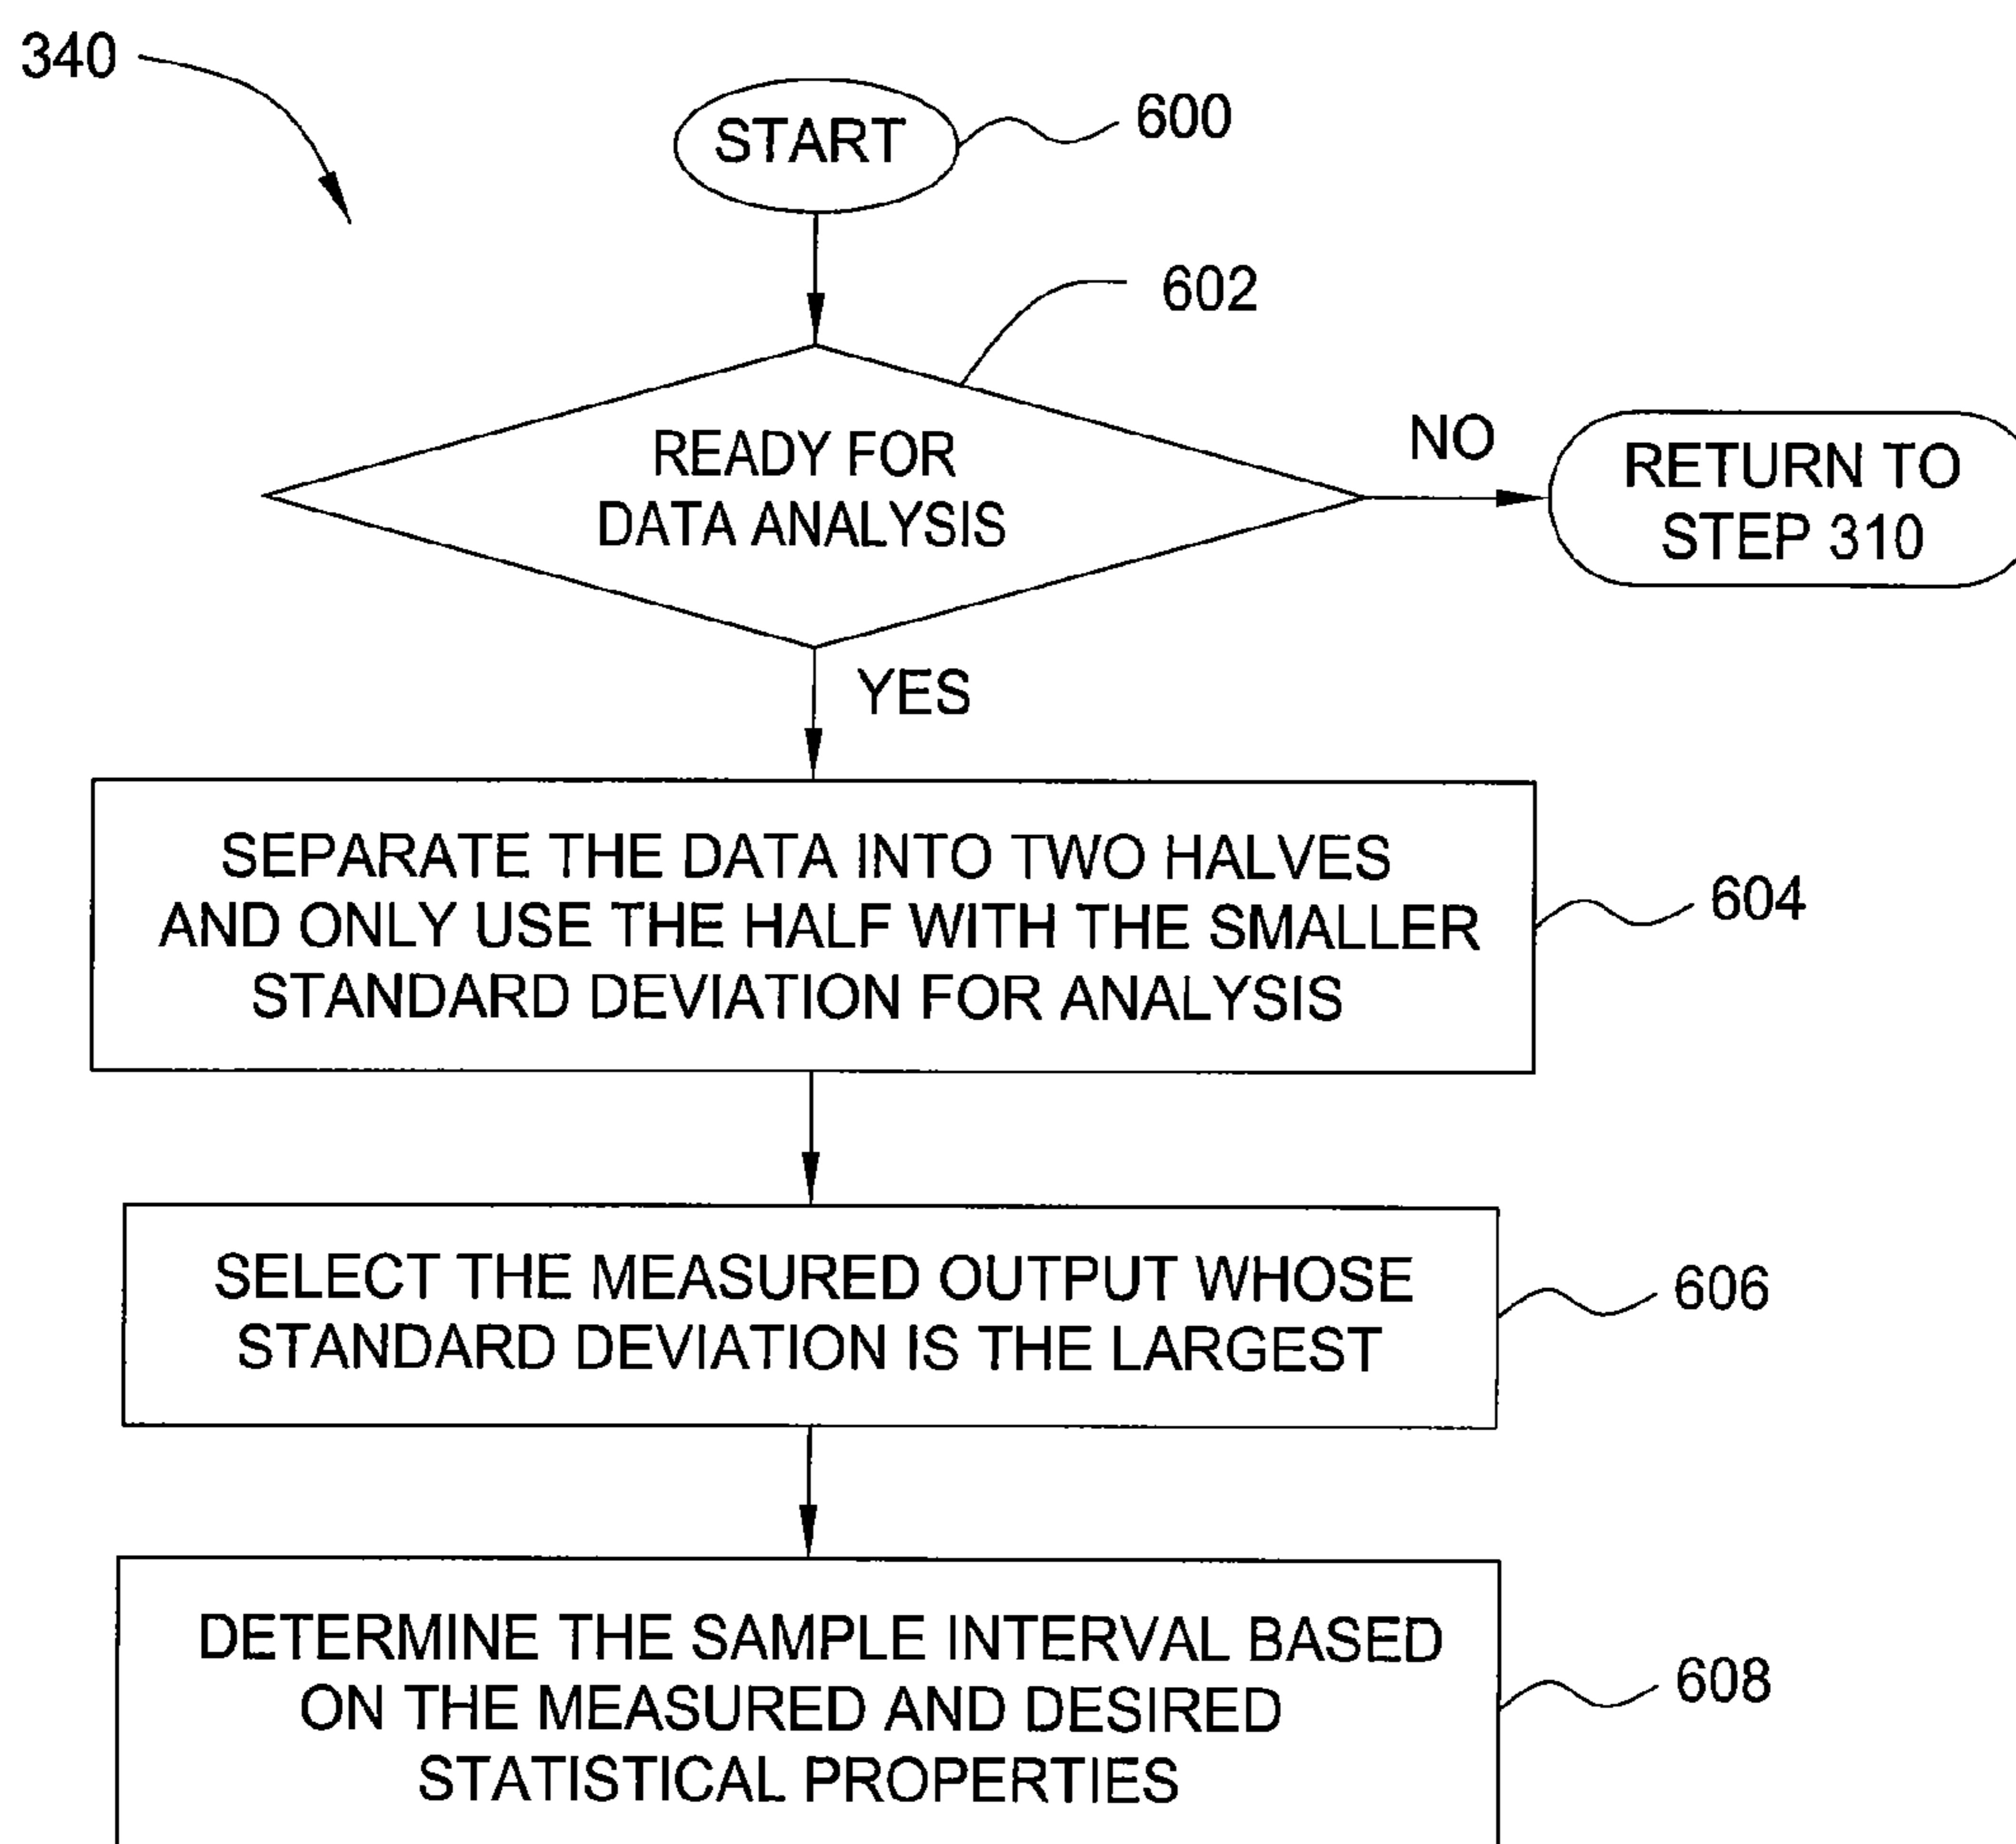 340
START
600
602
READY FOR
DATA ANALYSIS
NO
RETURN TO
STEP 310
YES
SEPARATE THE DATA INTO TWO HALVES
AND ONLY USE THE HALF WITH THE SMALLER
STANDARD DEVIATION FOR ANALYSIS
604
SELECT THE MEASURED OUTPUT WHOSE
STANDARD DEVIATION IS THE LARGEST
606
DETERMINE THE SAMPLE INTERVAL BASED
ON THE MEASURED AND DESIRED
STATISTICAL PROPERTIES
608